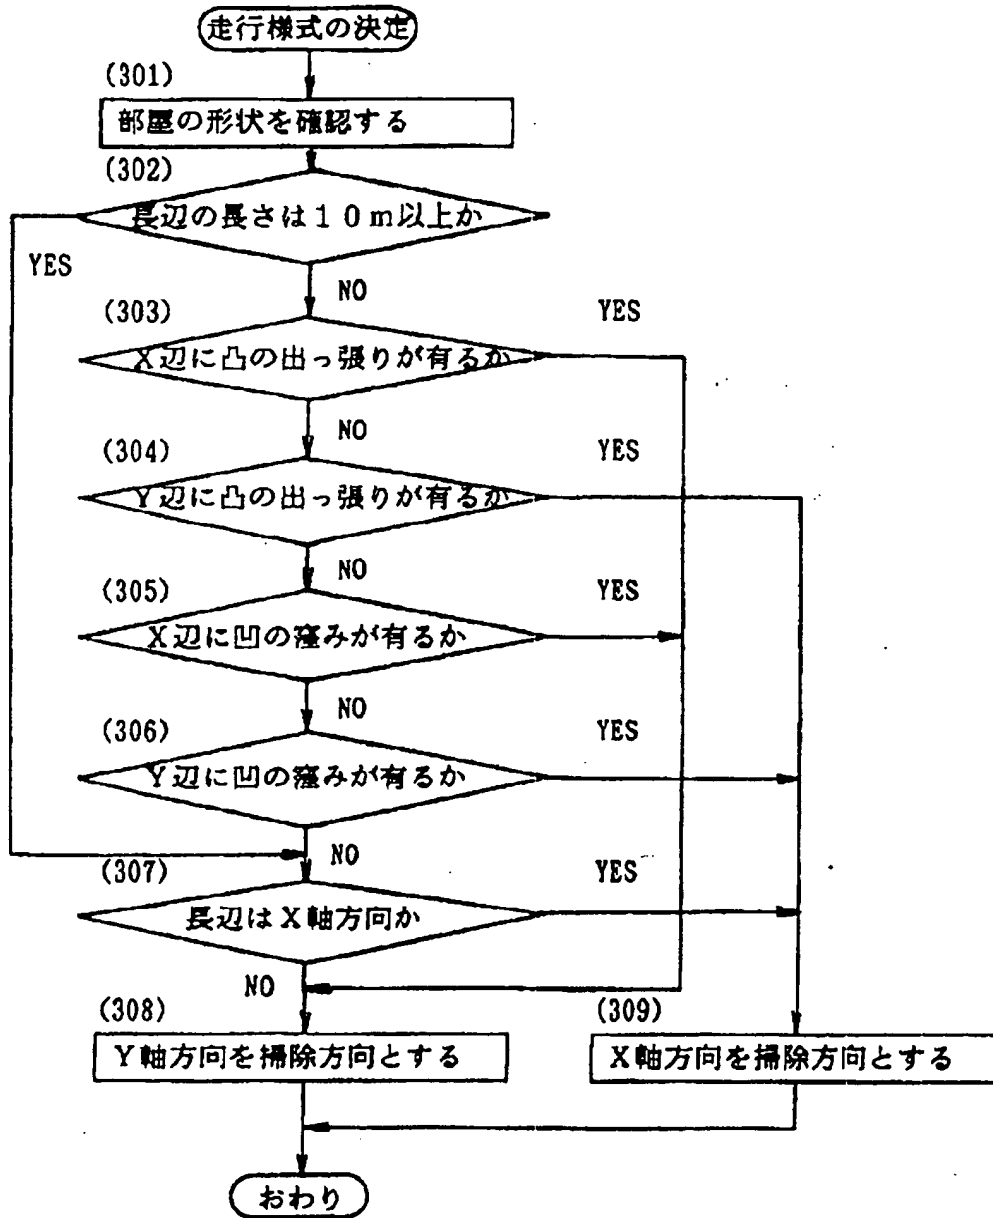 走行様式の決定
(301)
部屋の形状を確認する
(302)
長辺の長さは10m以上か
YES
NO
(303)
YES
X辺に凸の出っ張りが有るか
NO
(304)
YES
Y辺に凸の出っ張りが有るか
NO
(305)
YES
X辺に凹の窪みが有るか
NO
(306)
YES
Y辺に凹の窪みが有るか
NO
(307)
YES
長辺はX軸方向か
NO
(308)
(309)
Y軸方向を掃除方向とする
X軸方向を掃除方向とする
おわり